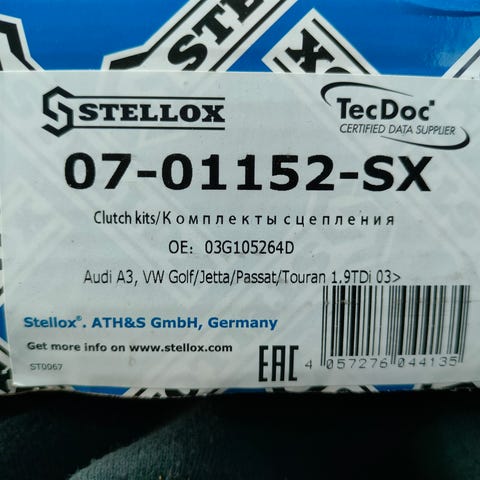 STELLOX
TecDoc
CERTIFIED DATA SUPPLIER
07-01152-SX
Clutch kits/Комплекты сцепления
OE: 03G105264D
Audi A3, VW Golf/Jetta/Passat/Touran 1.9TDi 03>
Stellox®. ATH&S GmbH, Germany
Get more info on www.stellox.com
ST0067
EAC
4 057276 044135